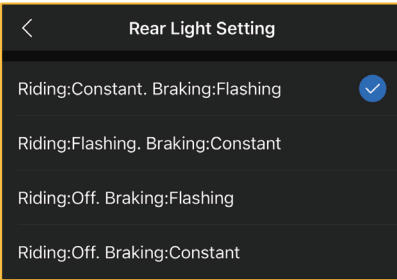 Rear Light Setting
Riding:Constant. Braking:Flashing
Riding:Flashing. Braking:Constant
Riding:Off. Braking:Flashing
Riding:Off. Braking:Constant